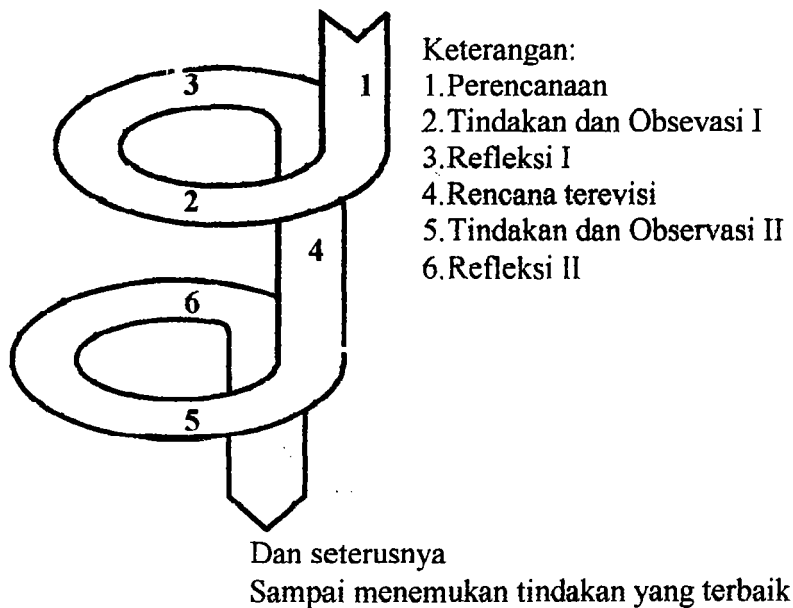 3
1
2
4
6
5
Keterangan:
1.Perencanaan
2.Tindakan dan Obsevasi I
3.Refleksi I
4.Rencana terevisi
5.Tindakan dan Observasi II
6.Refleksi II
Dan seterusnya
Sampai menemukan tindakan yang terbaik